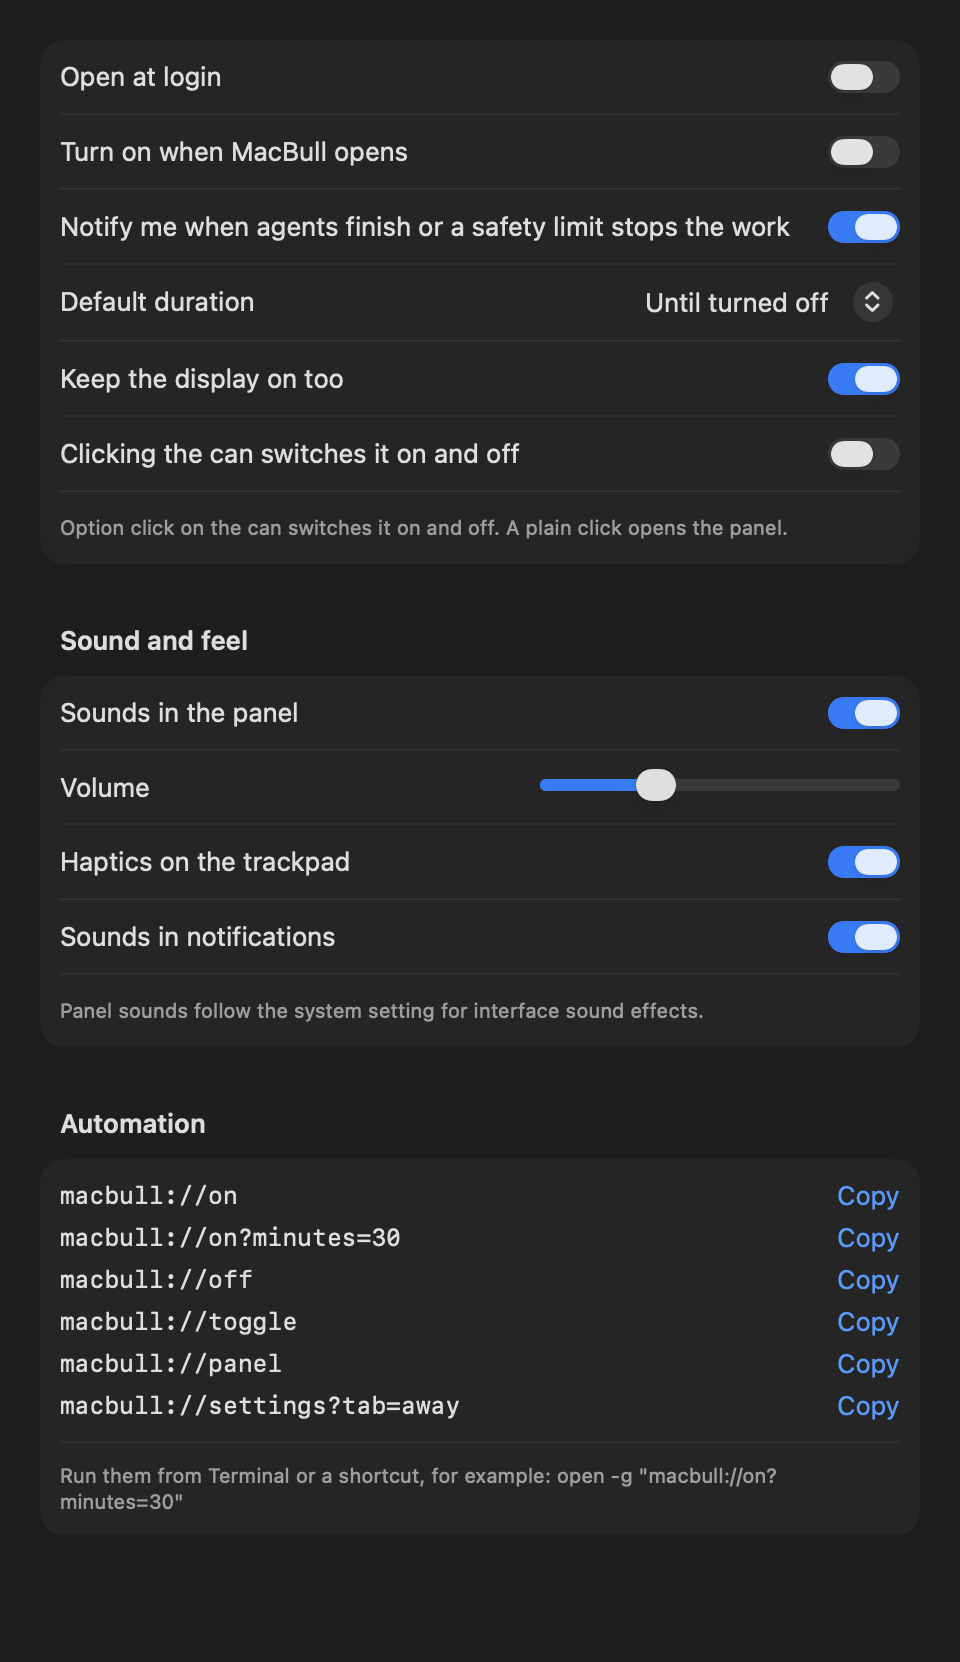 Open at login
Turn on when MacBull opens
Notify me when agents finish or a safety limit stops the work
Default duration Until turned off
Keep the display on too
Clicking the can switches it on and off
Option click on the can switches it on and off. A plain click opens the panel.
Sound and feel
Sounds in the panel
Volume
Haptics on the trackpad
Sounds in notifications
Panel sounds follow the system setting for interface sound effects.
Automation
macbull://on Copy
macbull://on?minutes=30 Copy
macbull://off Copy
macbull://toggle Copy
macbull://panel Copy
macbull://settings?tab=away Copy
Run them from Terminal or a shortcut, for example: open -g "macbull://on?
minutes=30"